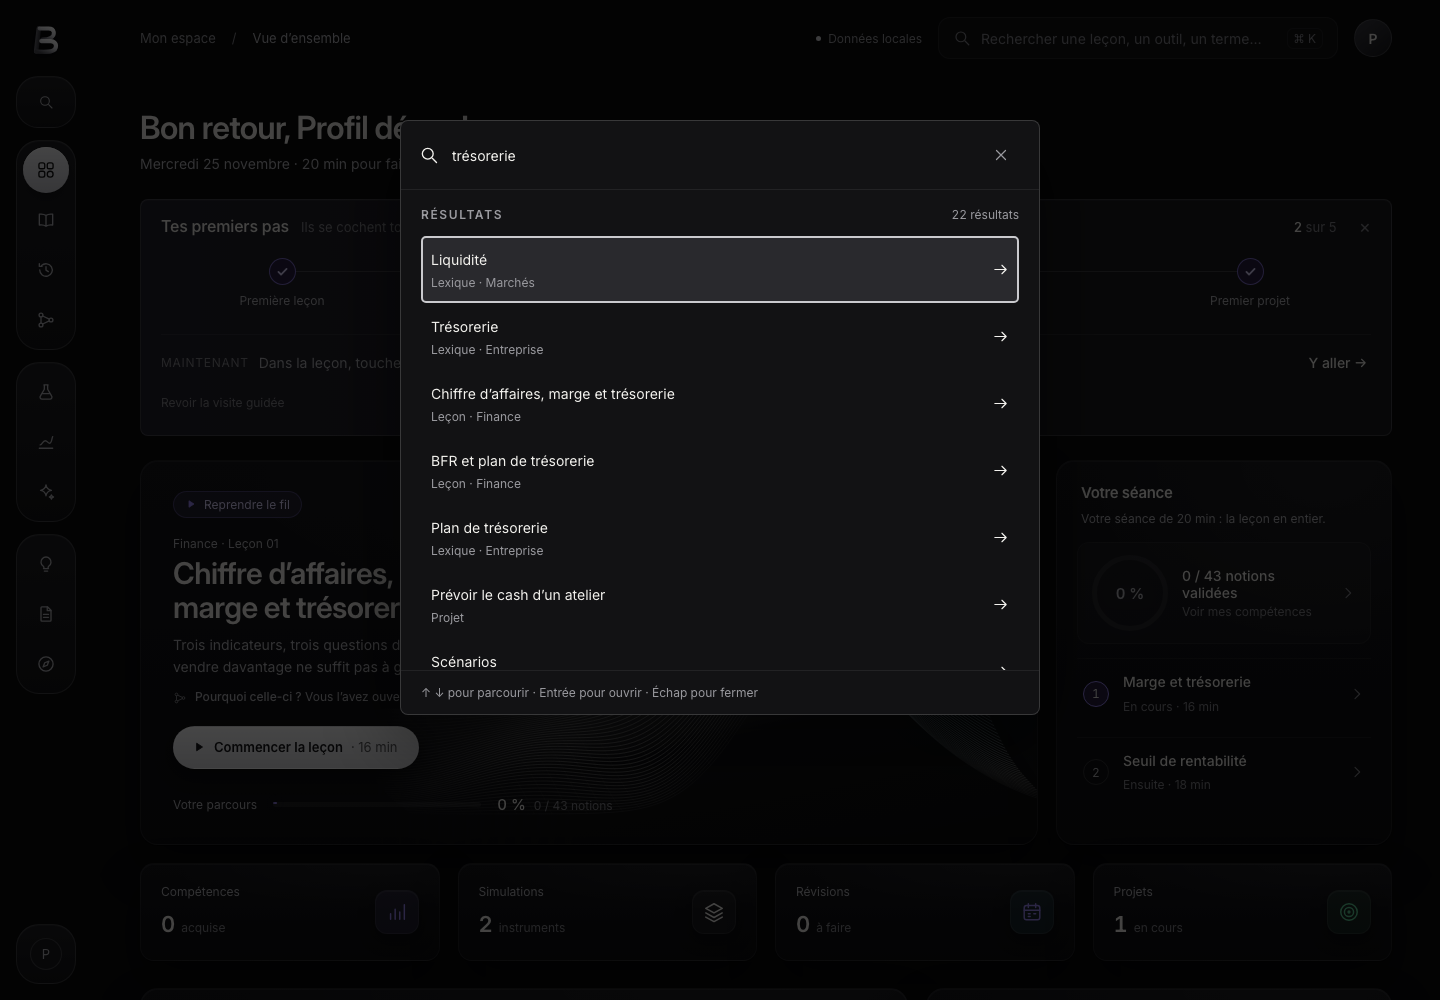 Mon espace / Vue d’ensemble
Données locales
Rechercher une leçon, un outil, un terme...
⌘ K
P
Bon retour, Profil
Mercredi 25 novembre · 20 min pour
Tes premiers pas Ils se cochent
2 sur 5
Première leçon
Premier projet
MAINTENANT Dans la leçon, touche
Y aller →
Revoir la visite guidée
trésorerie
RÉSULTATS
22 résultats
Liquidité
Lexique · Marchés
Trésorerie
Lexique · Entreprise
Chiffre d’affaires, marge et trésorerie
Leçon · Finance
BFR et plan de trésorerie
Leçon · Finance
Plan de trésorerie
Lexique · Entreprise
Prévoir le cash d’un atelier
Projet
Scénarios
↑ ↓ pour parcourir · Entrée pour ouvrir · Échap pour fermer
Reprendre le fil
Finance · Leçon 01
Chiffre d’affaires,
marge et
Trois indicateurs, trois questions
vendre davantage ne suffit pas à
Pourquoi celle-ci ? Vous l’avez
Commencer la leçon · 16 min
Votre parcours
0 % 0 / 43 notions
Votre séance
Votre séance de 20 min : la leçon en entier.
0 %
0 / 43 notions
validées
Voir mes compétences
1
Marge et trésorerie
En cours · 16 min
2
Seuil de rentabilité
Ensuite · 18 min
Compétences
0 acquise
Simulations
2 instruments
Révisions
0 à faire
Projets
1 en cours
P